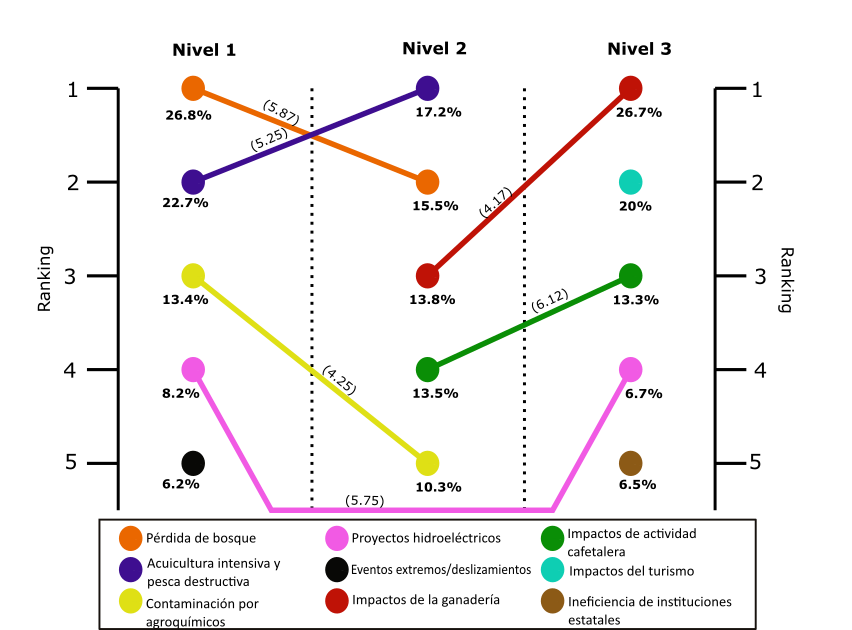 Nivel 1
Nivel 2
Nivel 3
1
26.8%
(5.87)
17.2%
26.7%
1
(5.25)
2
22.7%
15.5%
(4.17)
20%
2
Ranking
Ranking
3
13.4%
13.8%
(6.12)
13.3%
3
4
8.2%
(4.25)
13.5%
6.7%
4
5
6.2%
10.3%
6.5%
5
(5.75)
Pérdida de bosque
Acuicultura intensiva y
pesca destructiva
Contaminación por
agroquímicos
Proyectos hidroeléctricos
Eventos extremos/deslizamientos
Impactos de la ganadería
Impactos de actividad
cafetalera
Impactos del turismo
Ineficiencia de instituciones
estatales